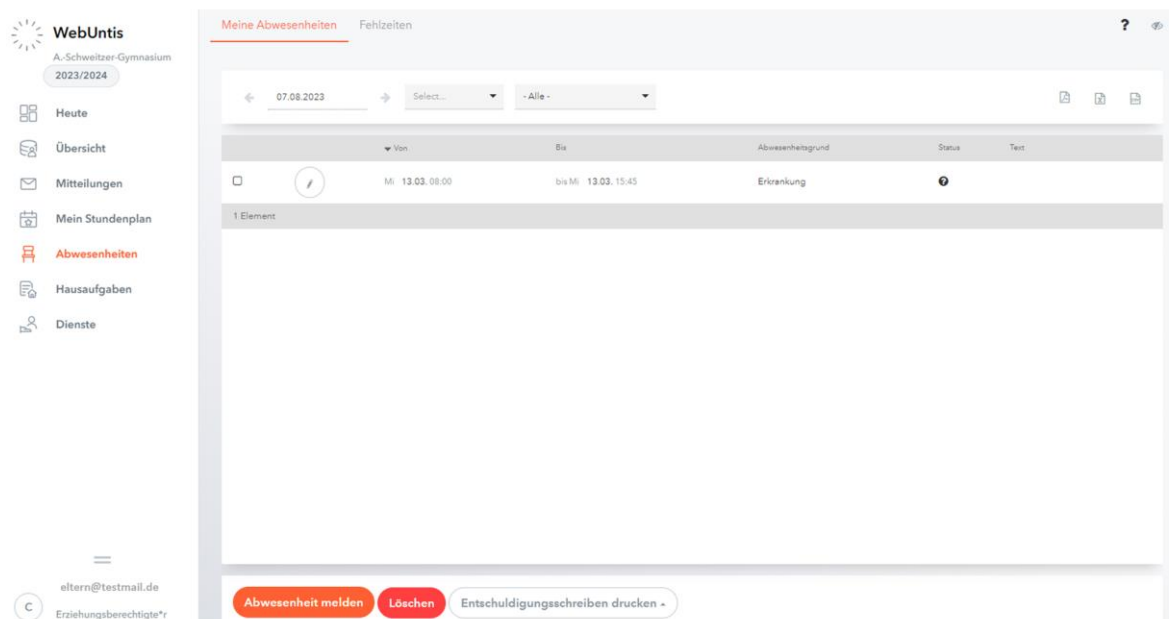 WebUntis
A.-Schweitzer-Gymnasium
2023/2024
Heute
Übersicht
Mitteilungen
Mein Stundenplan
Abwesenheiten
Hausaufgaben
Dienste
eltern@testmail.de
C
Erziehungsberechtigte*r
Meine Abwesenheiten Fehlzeiten ?
07.08.2023 Select... - Alle -
Von Bis Abwesenheitsgrund Status Text
Mi 13.03. 08:00 bis Mi 13.03. 15:45 Erkrankung ?
1 Element
Abwesenheit melden Löschen Entschuldigungsschreiben drucken